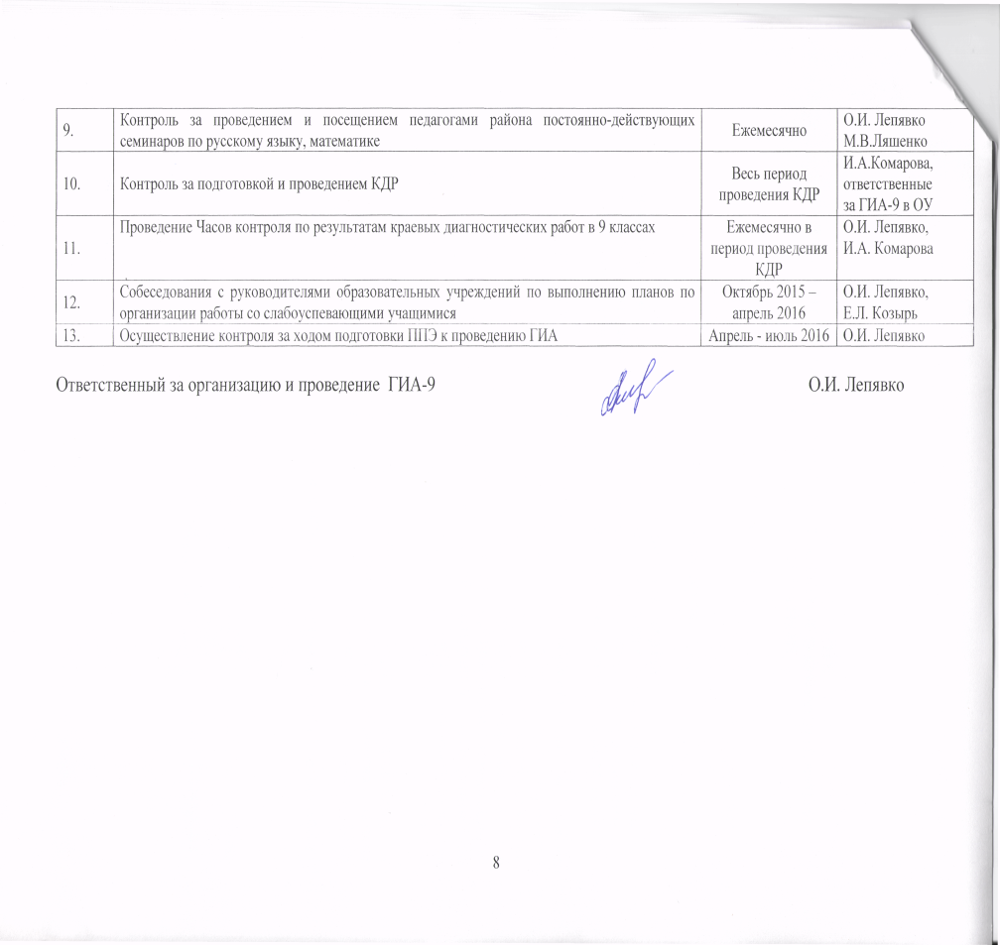 9.
Контроль за проведением и посещением педагогами района постоянно-действующих
семинаров по русскому языку, математике
Ежемесячно
О.И. Лепявко
М.В.Ляшенко
10.
Контроль за подготовкой и проведением КДР
Весь период
проведения КДР
И.А.Комарова,
ответственные
за ГИА-9 в ОУ
11.
Проведение Часов контроля по результатам краевых диагностических работ в 9 классах
Ежемесячно в
период проведения
КДР
О.И. Лепявко,
И.А. Комарова
12.
Собеседования с руководителями образовательных учреждений по выполнению планов по
организации работы со слабоуспевающими учащимися
Октябрь 2015 –
апрель 2016
О.И. Лепявко,
Е.Л. Козырь
13.
Осуществление контроля за ходом подготовки ППЭ к проведению ГИА
Апрель - июль 2016
О.И. Лепявко
Ответственный за организацию и проведение ГИА-9
О.И. Лепявко
8